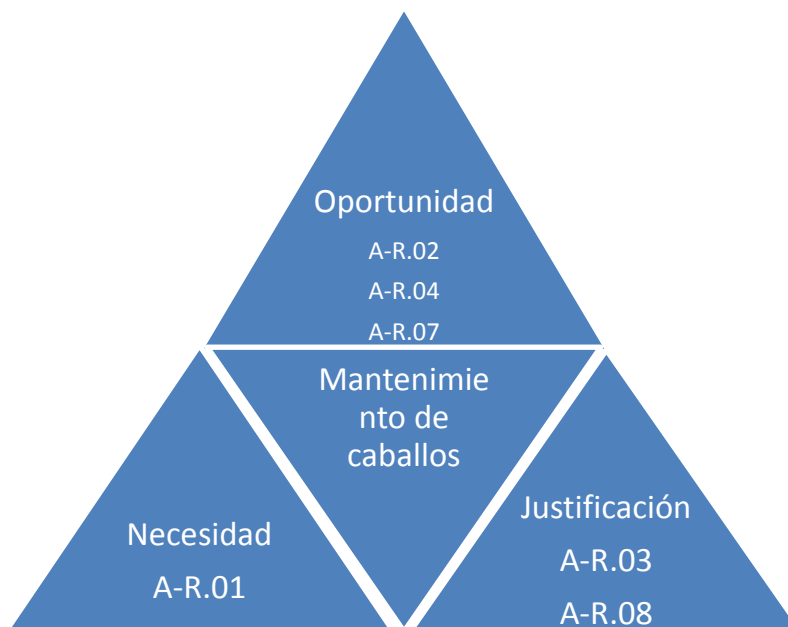 Oportunidad
A-R.02
A-R.04
A-R.07
Mantenimie
nto de
caballos
Necesidad
A-R.01
Justificación
A-R.03
A-R.08